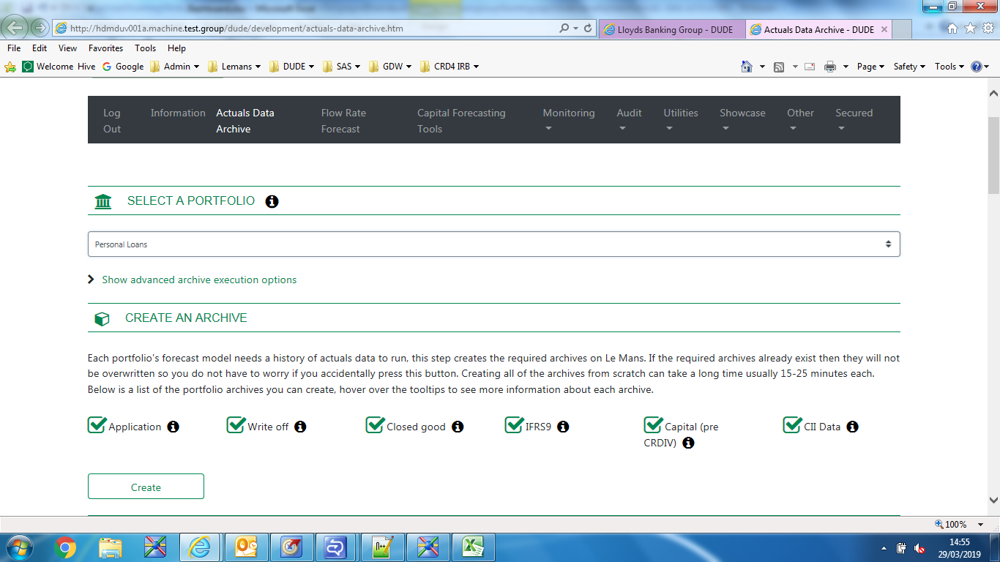 http://hdmduv001a.machine.test.group/dude/development/actuals-data-archive.htm
Lloyds Banking Group - DUDE
Actuals Data Archive - DUDE
File Edit View Favorites Tools Help
Welcome Hive Google Admin Lemans DUDE SAS GDW CRD4 IRB Page Safety Tools
Log Out
Information
Actuals Data Archive
Flow Rate Forecast
Capital Forecasting Tools
Monitoring
Audit
Utilities
Showcase
Other
Secured
SELECT A PORTFOLIO
Personal Loans
Show advanced archive execution options
CREATE AN ARCHIVE
Each portfolio's forecast model needs a history of actuals data to run, this step creates the required archives on Le Mans. If the required archives already exist then they will not
be overwritten so you do not have to worry if you accidentally press this button. Creating all of the archives from scratch can take a long time usually 15-25 minutes each.
Below is a list of the portfolio archives you can create, hover over the tooltips to see more information about each archive.
Application
Write off
Closed good
IFRS9
Capital (pre
CRDIV)
CII Data
Create
100%
14:55
29/03/2019